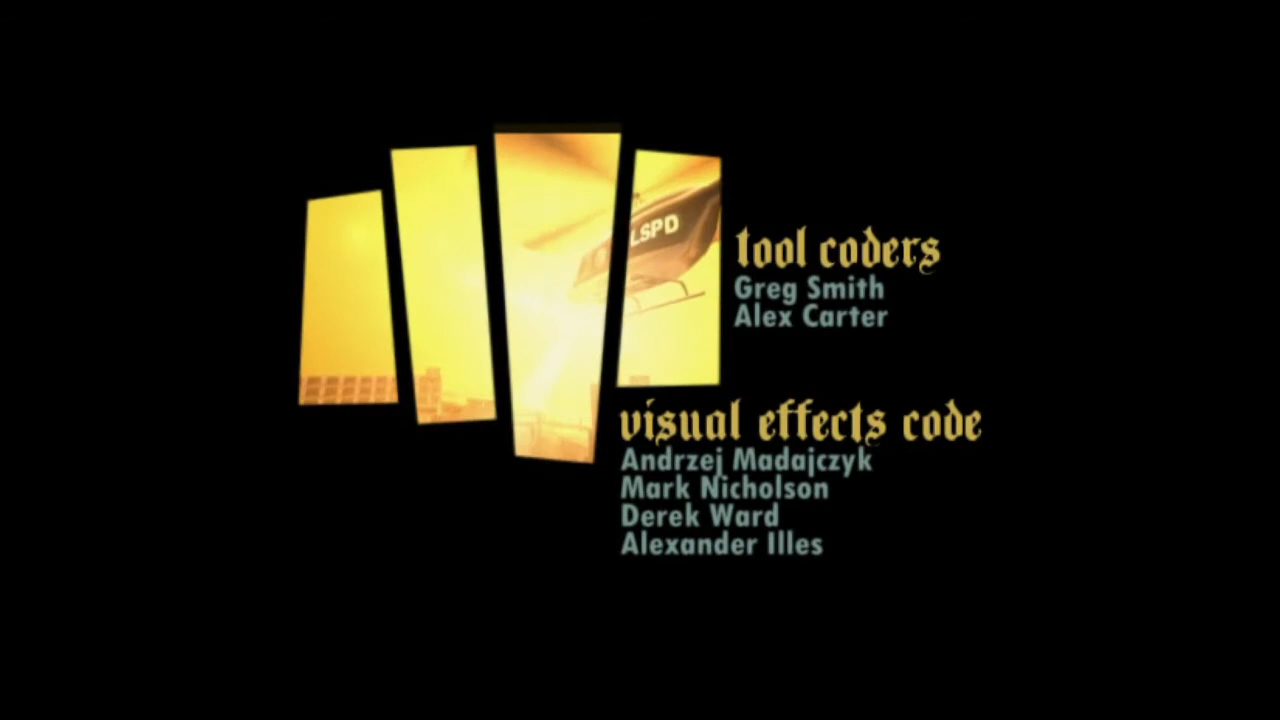 LSPD
tool coders
Greg Smith
Alex Carter
visual effects code
Andrzej Madajczyk
Mark Nicholson
Derek Ward
Alexander Illes